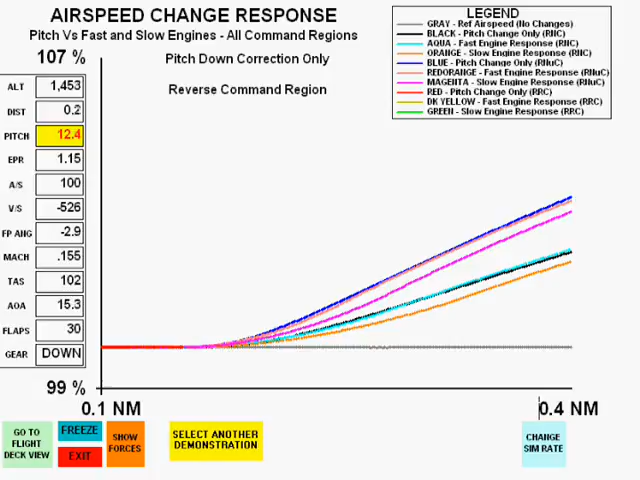 AIRSPEED CHANGE RESPONSE
Pitch Vs Fast and Slow Engines - All Command Regions
107 %
Pitch Down Correction Only
Reverse Command Region
LEGEND
GRAY - Ref Airspeed (No Changes)
BLACK - Pitch Change Only (RNC)
AQUA - Fast Engine Response (RNC)
ORANGE - Slow Engine Response (RNC)
BLUE - Pitch Change Only (RNuC)
REDORANGE - Fast Engine Response (RNuC)
MAGENTA - Slow Engine Response (RNuC)
RED - Pitch Change Only (RRC)
DK YELLOW - Fast Engine Response (RRC)
GREEN - Slow Engine Response (RRC)
ALT 1,453
DIST 0.2
PITCH 12.4
EPR 1.15
A/S 100
V/S -526
FP ANG -2.9
MACH .155
TAS 102
AOA 15.3
FLAPS 30
GEAR DOWN
99 %
0.1 NM
0.4 NM
GO TO
FLIGHT
DECK VIEW
FREEZE
EXIT
SHOW
FORCES
SELECT ANOTHER
DEMONSTRATION
CHANGE
SIM RATE